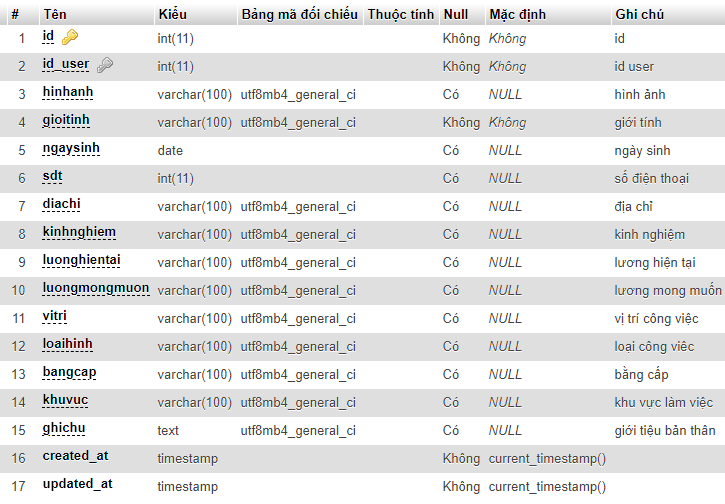 # Tên Kiểu Bảng mã đối chiếu Thuộc tính Null Mặc định Ghi chú
1 id int(11) Không Không id
2 id_user int(11) Không Không id user
3 hinhanh varchar(100) utf8mb4_general_ci Có NULL hình ảnh
4 gioitinh varchar(100) utf8mb4_general_ci Không Không giới tính
5 ngaysinh date Có NULL ngày sinh
6 sdt int(11) Có NULL số điện thoại
7 diachi varchar(100) utf8mb4_general_ci Có NULL địa chỉ
8 kinhnghiem varchar(100) utf8mb4_general_ci Có NULL kinh nghiệm
9 luonghientai varchar(100) utf8mb4_general_ci Có NULL lương hiện tại
10 luongmongmuon varchar(100) utf8mb4_general_ci Có NULL lương mong muốn
11 vitri varchar(100) utf8mb4_general_ci Có NULL vị trí công việc
12 loaihinh varchar(100) utf8mb4_general_ci Có NULL loại công viêc
13 bangcap varchar(100) utf8mb4_general_ci Có NULL bằng cấp
14 khuvuc varchar(100) utf8mb4_general_ci Có NULL khu vực làm việc
15 ghichu text utf8mb4_general_ci Có NULL giới tiệu bản thân
16 created_at timestamp Không current_timestamp()
17 updated_at timestamp Không current_timestamp()